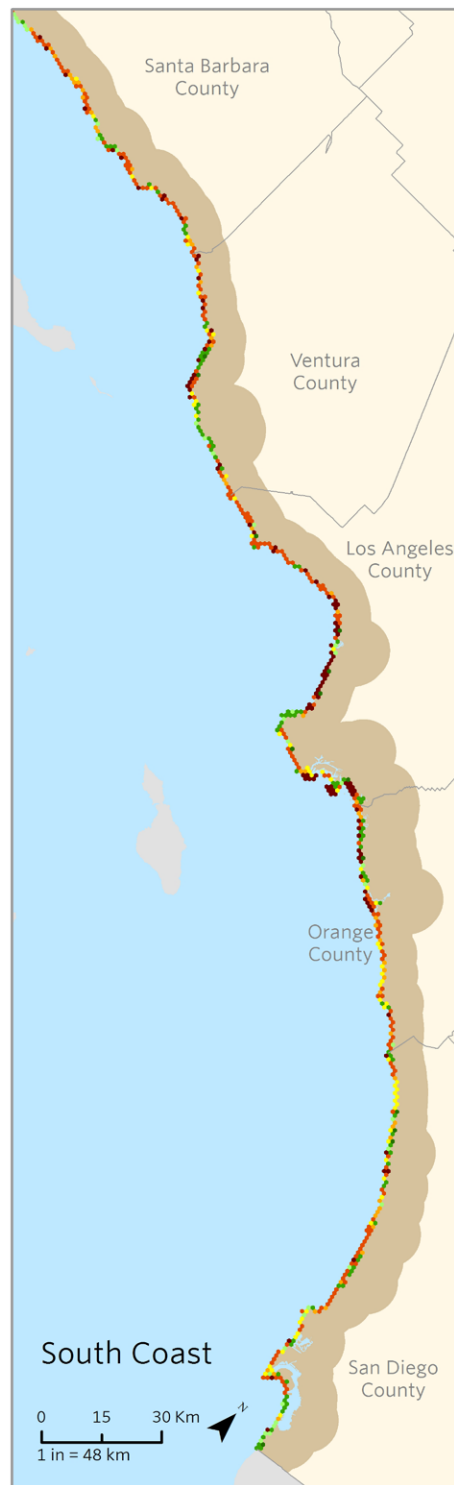 Santa Barbara
County
Ventura
County
Los Angeles
County
Orange
County
South Coast
San Diego
County
0 15 30 Km
N
1 in = 48 km